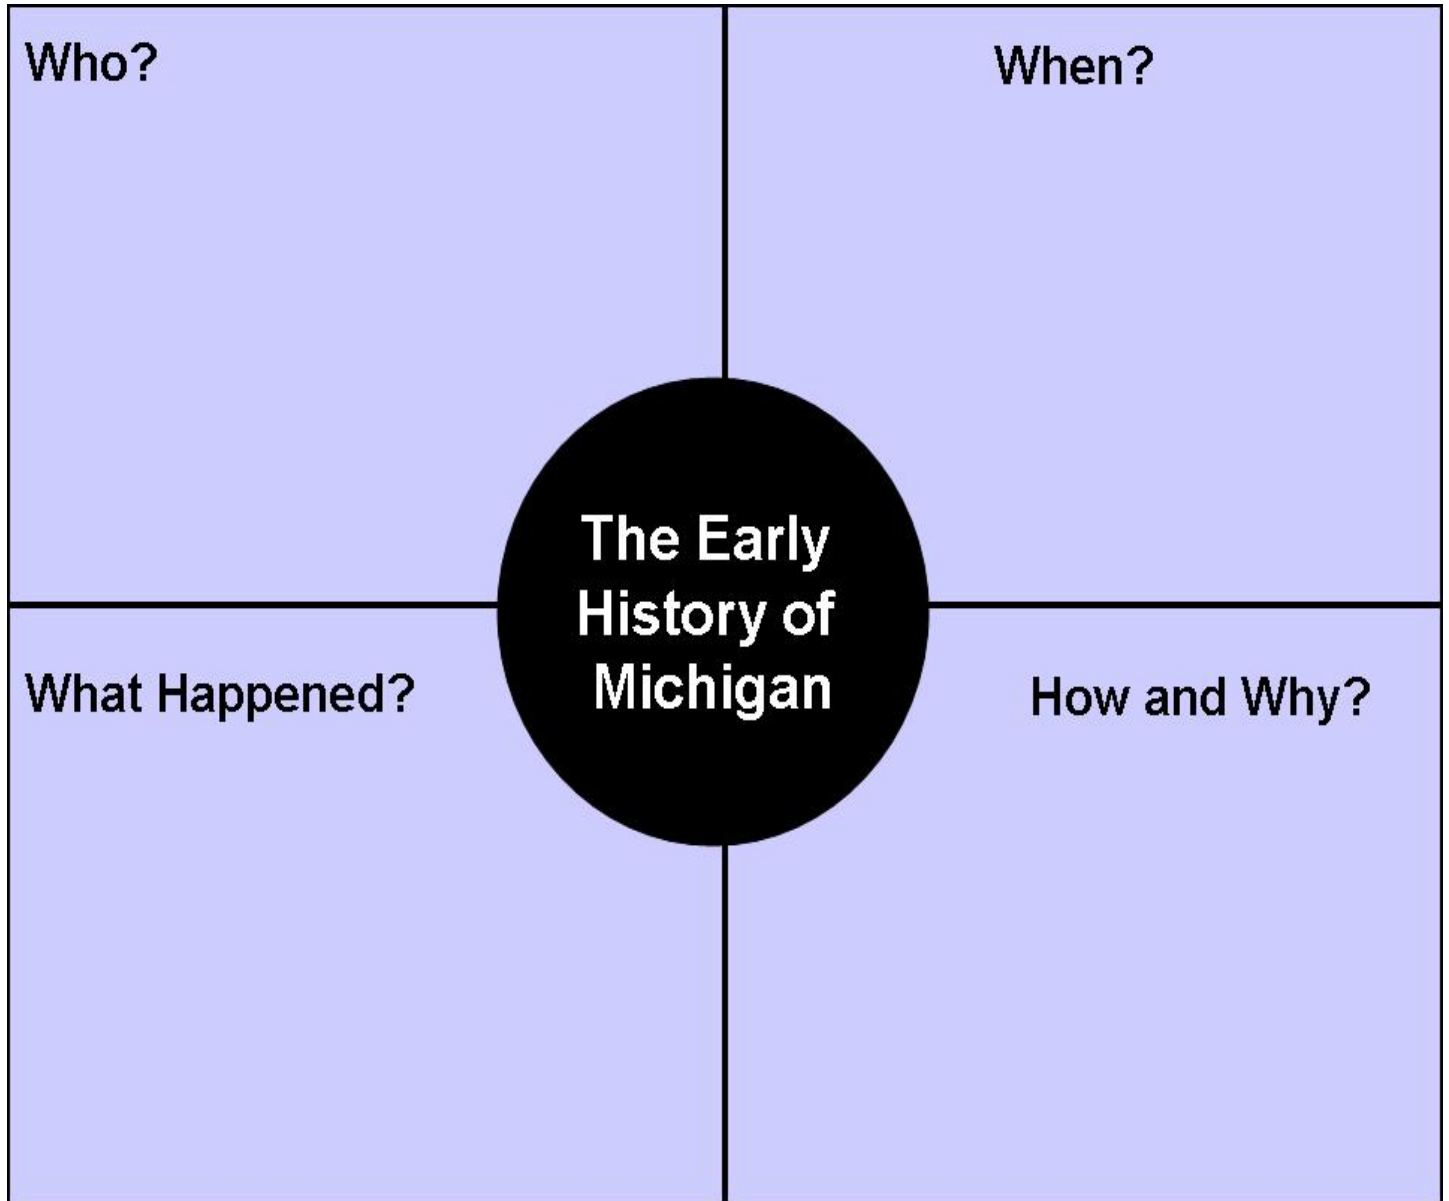 Who?
When?
The Early
History of
Michigan
What Happened?
How and Why?